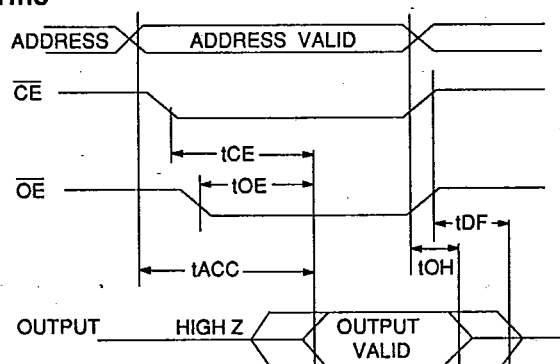 ADDRESS ADDRESS VALID
CE
tCE
OE tOE
tDF
tACC tOH
OUTPUT HIGH Z OUTPUT
VALID